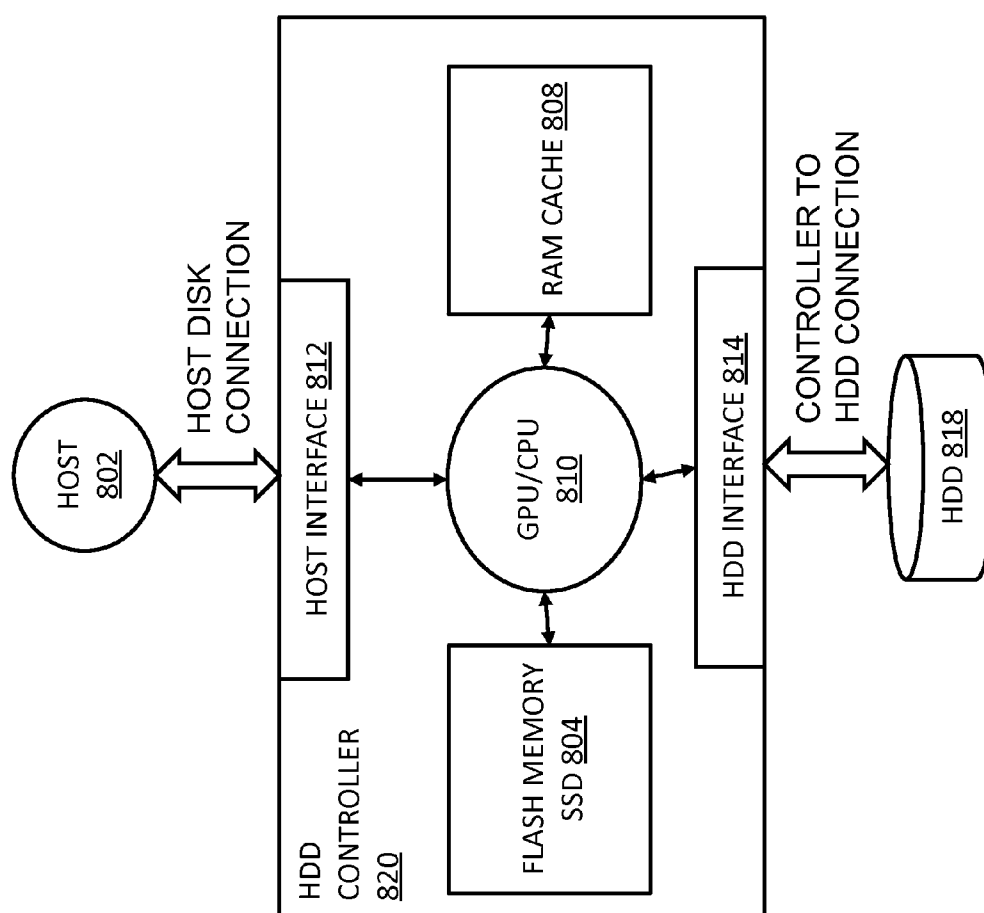 HOST
802
HOST DISK
CONNECTION
HDD
CONTROLLER
820
HOST INTERFACE 812
FLASH MEMORY
SSD 804
GPU/CPU
810
RAM CACHE 808
HDD INTERFACE 814
CONTROLLER TO
HDD CONNECTION
HDD 818